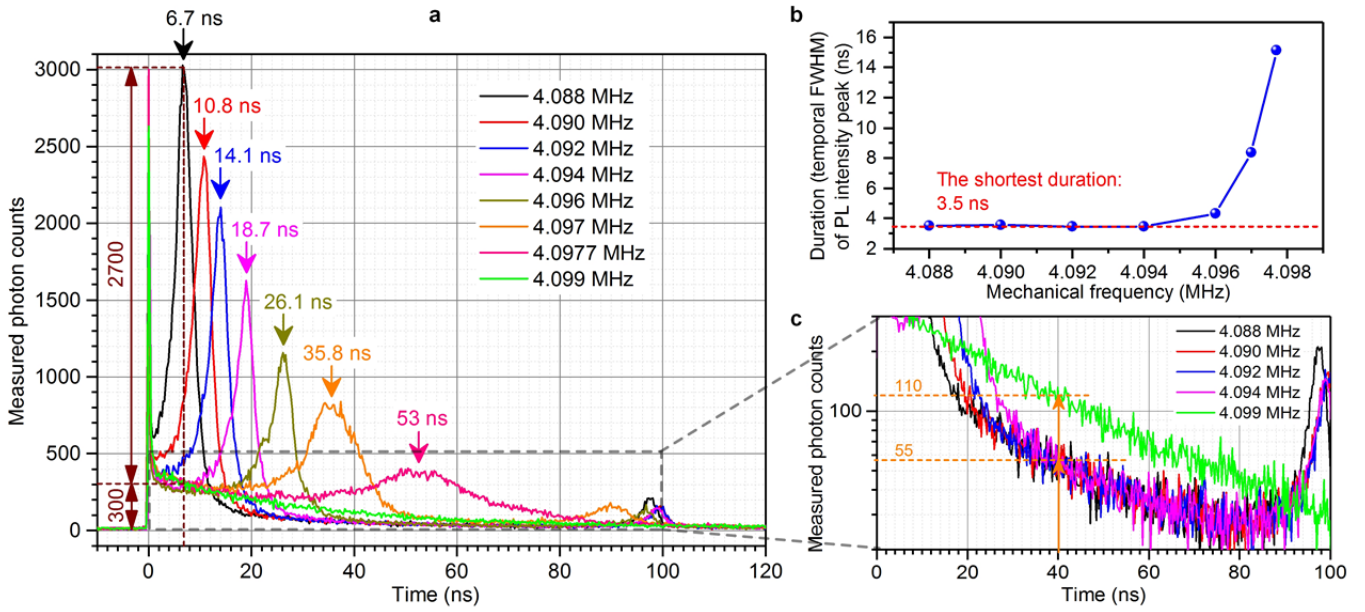 a
6.7 ns
10.8 ns
14.1 ns
18.7 ns
26.1 ns
35.8 ns
53 ns
2700
300
4.088 MHz
4.090 MHz
4.092 MHz
4.094 MHz
4.096 MHz
4.097 MHz
4.0977 MHz
4.099 MHz
Measured photon counts
3000
2500
2000
1500
1000
500
0
0 20 40 60 80 100 120
Time (ns)
b
Duration (temporal FWHM)
of PL intensity peak (ns)
16
14
12
10
8
6
4
2
The shortest duration:
3.5 ns
4.088 4.090 4.092 4.094 4.096 4.098
Mechanical frequency (MHz)
c
Measured photon counts
100
110
55
4.088 MHz
4.090 MHz
4.092 MHz
4.094 MHz
4.099 MHz
0 20 40 60 80 100
Time (ns)